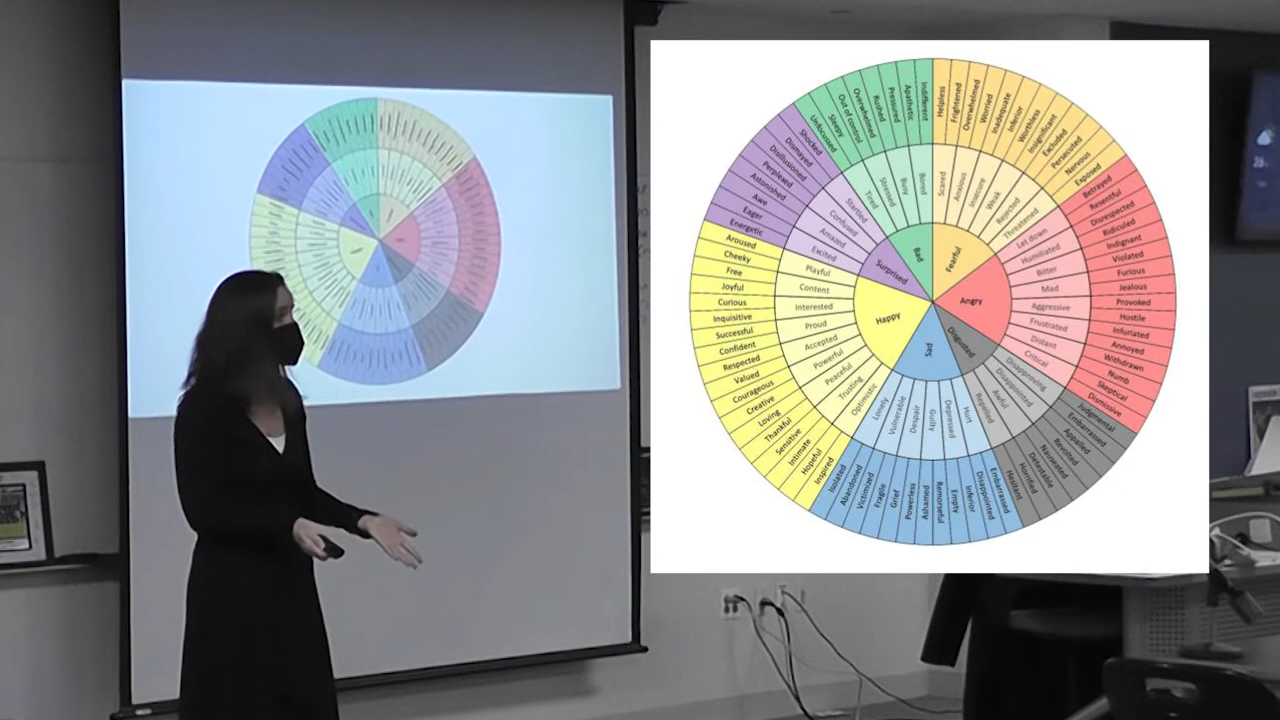 Bad
Fearful
Angry
Disgusted
Sad
Happy
Surprised
Bored
Busy
Stressed
Tired
Scared
Anxious
Insecure
Weak
Rejected
Threatened
Let down
Humiliated
Bitter
Mad
Aggressive
Frustrated
Distant
Critical
Disapproving
Disappointed
Awful
Repelled
Hurt
Depressed
Guilty
Despair
Vulnerable
Lonely
Optimistic
Trusting
Peaceful
Powerful
Accepted
Proud
Interested
Content
Playful
Excited
Amazed
Confused
Startled
Helpless
Frightened
Overwhelmed
Worried
Inadequate
Inferior
Worthless
Insignificant
Excluded
Persecuted
Nervous
Exposed
Betrayed
Resentful
Disrespected
Ridiculed
Indignant
Violated
Furious
Jealous
Provoked
Hostile
Infuriated
Annoyed
Withdrawn
Numb
Skeptical
Dismissive
Judgmental
Embarrassed
Appalled
Revolted
Nauseated
Detestable
Horrified
Hesitant
Embarrassed
Disappointed
Inferior
Empty
Remorseful
Ashamed
Powerless
Grief
Fragile
Victimized
Abandoned
Isolated
Inspired
Hopeful
Intimate
Sensitive
Thankful
Loving
Creative
Courageous
Valued
Respected
Confident
Successful
Inquisitive
Curious
Joyful
Free
Cheeky
Aroused
Energetic
Eager
Awe
Astonished
Perplexed
Disillusioned
Dismayed
Shocked
Unfocused
Sleepy
Out of control
Overwhelmed
Rushed
Pressured
Apathetic
Indifferent